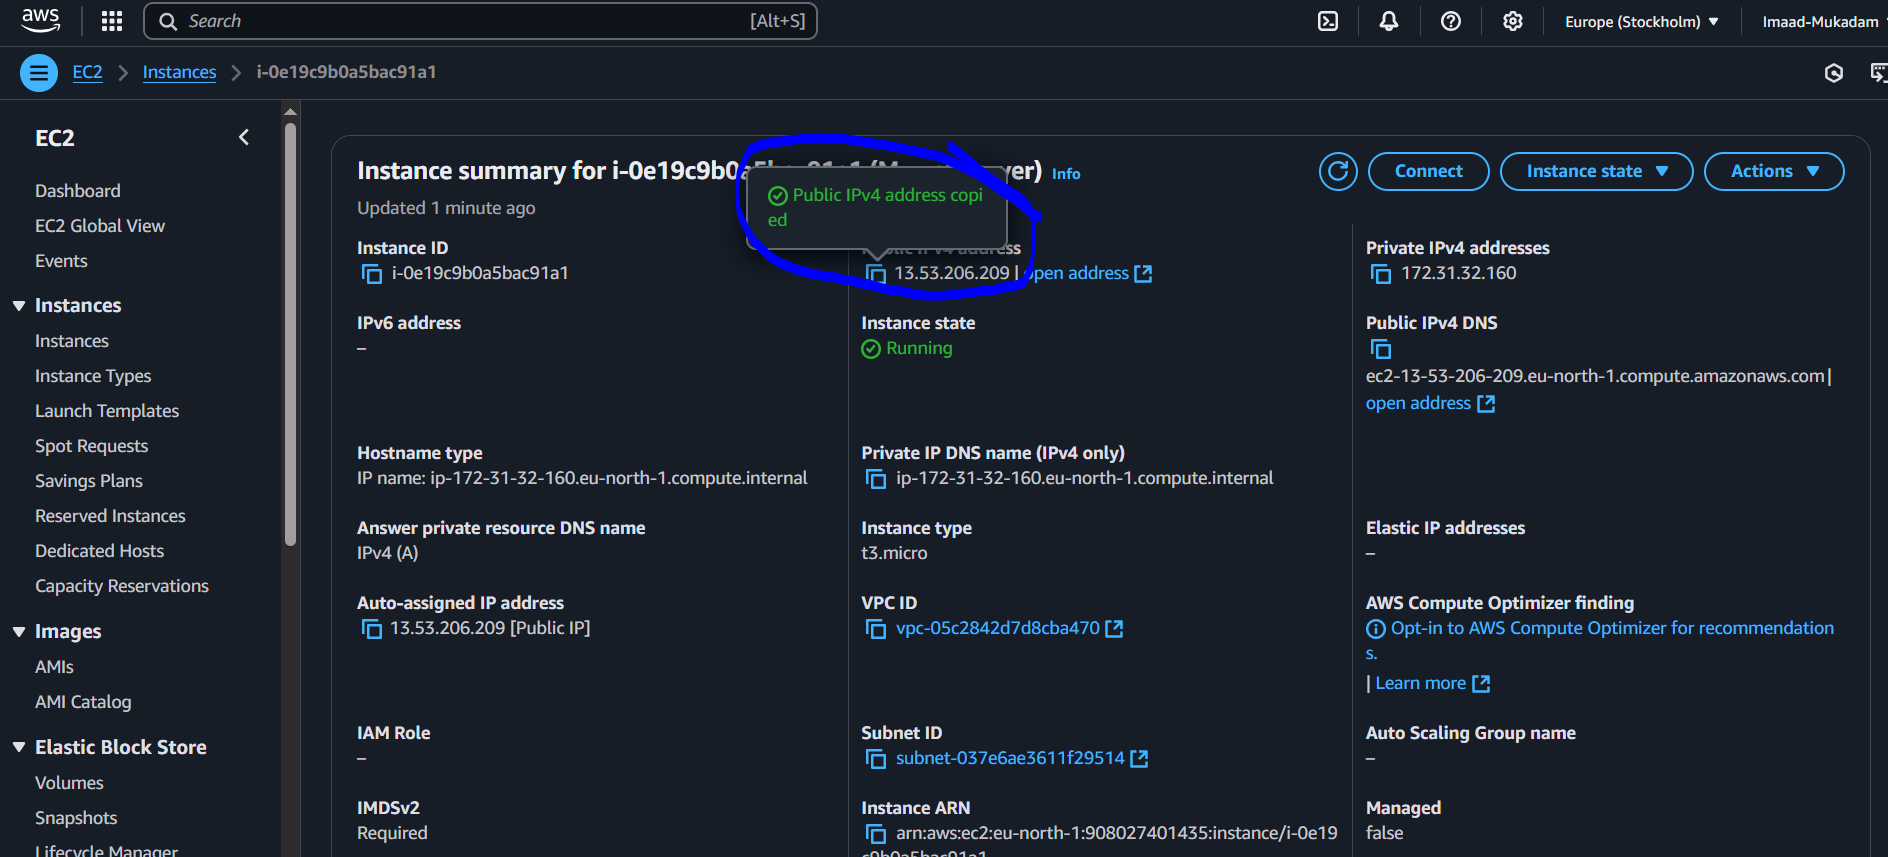 aws
Search
[Alt+S]
Europe (Stockholm)
Imaad-Mukadam
EC2
Instances
i-0e19c9b0a5bac91a1
EC2
Dashboard
EC2 Global View
Events
Instances
Instances
Instance Types
Launch Templates
Spot Requests
Savings Plans
Reserved Instances
Dedicated Hosts
Capacity Reservations
Images
AMIs
AMI Catalog
Elastic Block Store
Volumes
Snapshots
Lifecycle Manager
Instance summary for
Info
Updated 1 minute ago
Connect
Instance state
Actions
Public IPv4 address copi
ed
Instance ID
i-0e19c9b0a5bac91a1
Public IPv4 address
13.53.206.209 | open address
Private IPv4 addresses
172.31.32.160
IPv6 address
–
Instance state
Running
Public IPv4 DNS
ec2-13-53-206-209.eu-north-1.compute.amazonaws.com |
open address
Hostname type
IP name: ip-172-31-32-160.eu-north-1.compute.internal
Private IP DNS name (IPv4 only)
ip-172-31-32-160.eu-north-1.compute.internal
Answer private resource DNS name
IPv4 (A)
Instance type
t3.micro
Elastic IP addresses
–
Auto-assigned IP address
13.53.206.209 [Public IP]
VPC ID
vpc-05c2842d7d8cba470
AWS Compute Optimizer finding
Opt-in to AWS Compute Optimizer for recommendation
s.
| Learn more
IAM Role
–
Subnet ID
subnet-037e6ae3611f29514
Auto Scaling Group name
–
IMDSv2
Required
Instance ARN
arn:aws:ec2:eu-north-1:908027401435:instance/i-0e19
c9b0a5bac91a1
Managed
false